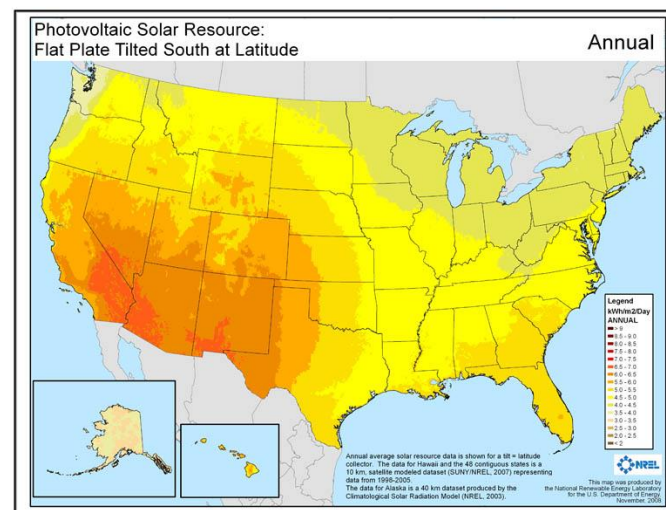 Photovoltaic Solar Resource:
Flat Plate Tilted South at Latitude
Annual
Legend
kWh/m2/Day
ANNUAL
> 9
8.5 - 9.0
8.0 - 8.5
7.5 - 8.0
7.0 - 7.5
6.5 - 7.0
6.0 - 6.5
5.5 - 6.0
5.0 - 5.5
4.5 - 5.0
4.0 - 4.5
3.5 - 4.0
3.0 - 3.5
2.5 - 3.0
2.0 - 2.5
< 2
Annual average solar resource data is shown for a tilt = latitude
collector. The data for Hawaii and the 48 contiguous states is a
10 km, satellite modeled dataset (SUNY/NREL, 2007) representing
data from 1998-2005.
The data for Alaska is a 40 km dataset produced by the
Climatological Solar Radiation Model (NREL, 2003).
NREL
This map was produced by
the National Renewable Energy Laboratory
for the U.S. Department of Energy.